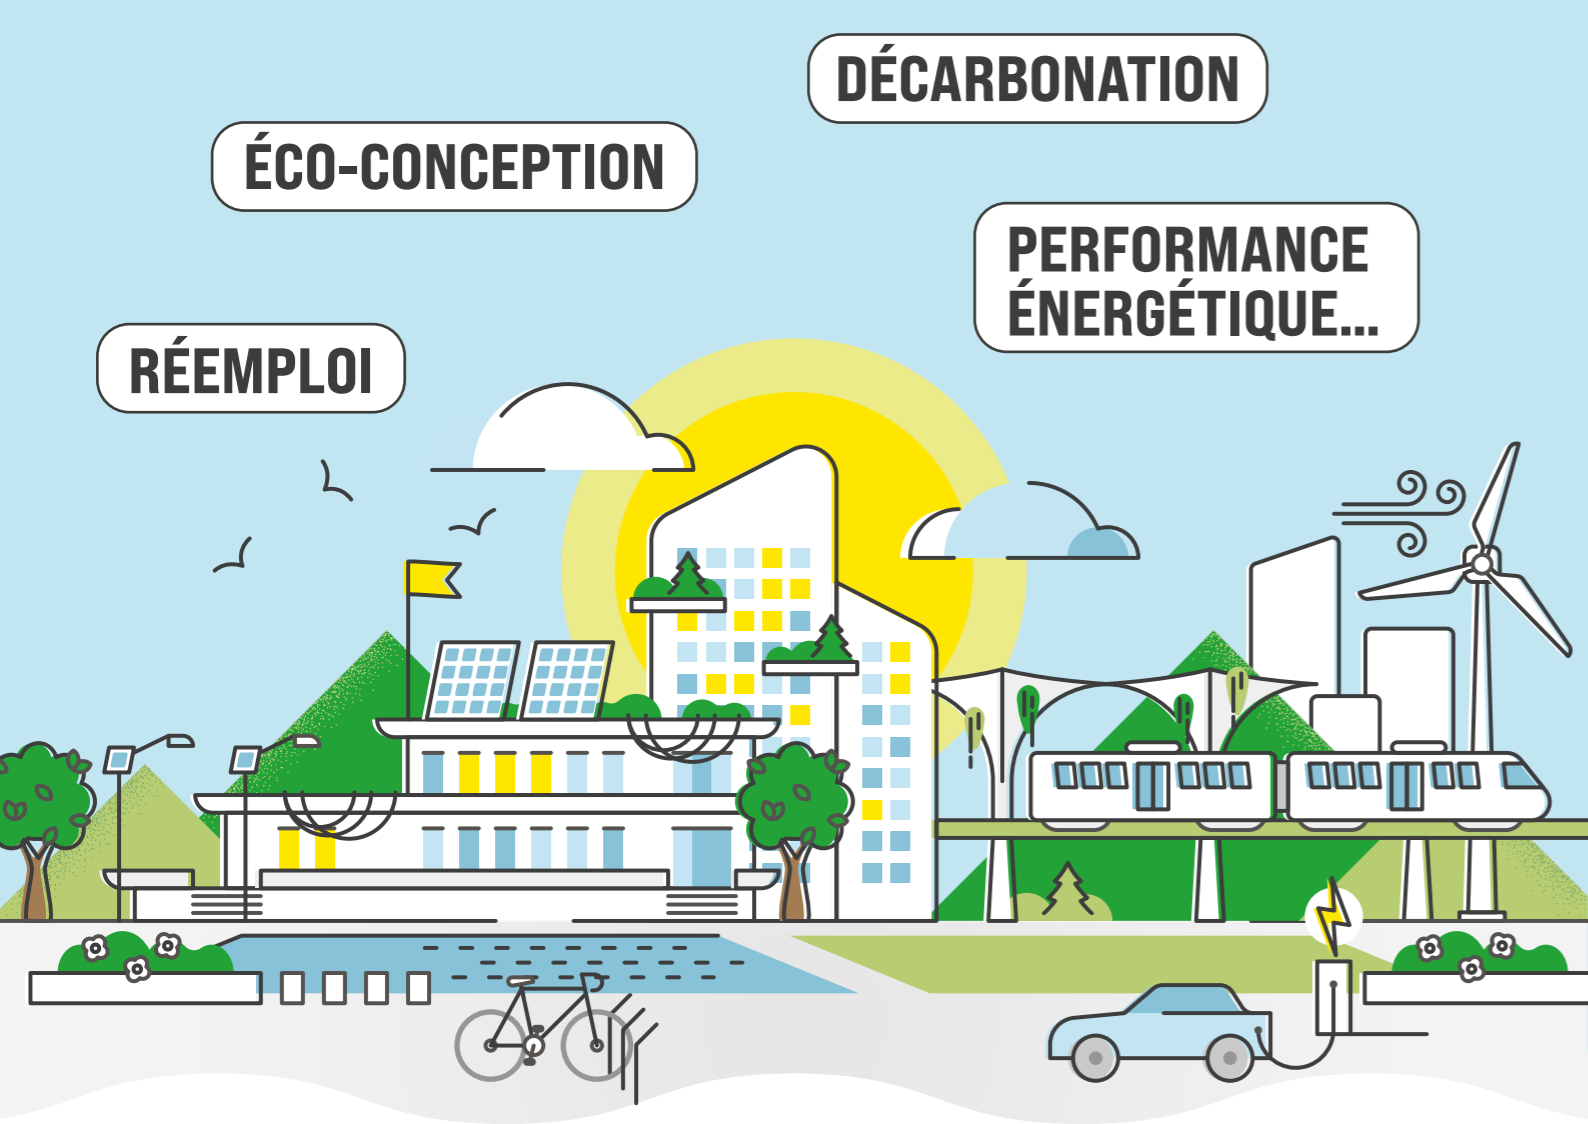 DÉCARBONATION
ÉCO-CONCEPTION
PERFORMANCE
ÉNERGÉTIQUE...
RÉEMPLOI